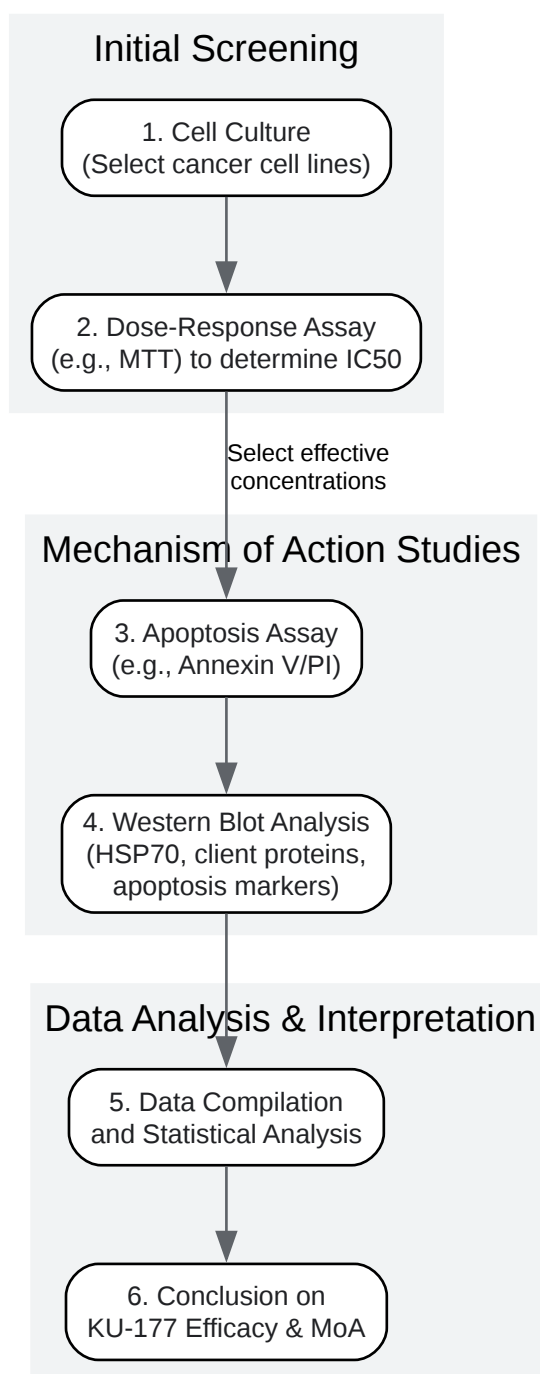 Initial Screening
1. Cell Culture
(Select cancer cell lines)
2. Dose-Response Assay
(e.g., MTT) to determine IC50
Select effective
concentrations
Mechanism of Action Studies
3. Apoptosis Assay
(e.g., Annexin V/PI)
4. Western Blot Analysis
(HSP70, client proteins,
apoptosis markers)
Data Analysis & Interpretation
5. Data Compilation
and Statistical Analysis
6. Conclusion on
KU-177 Efficacy & MoA